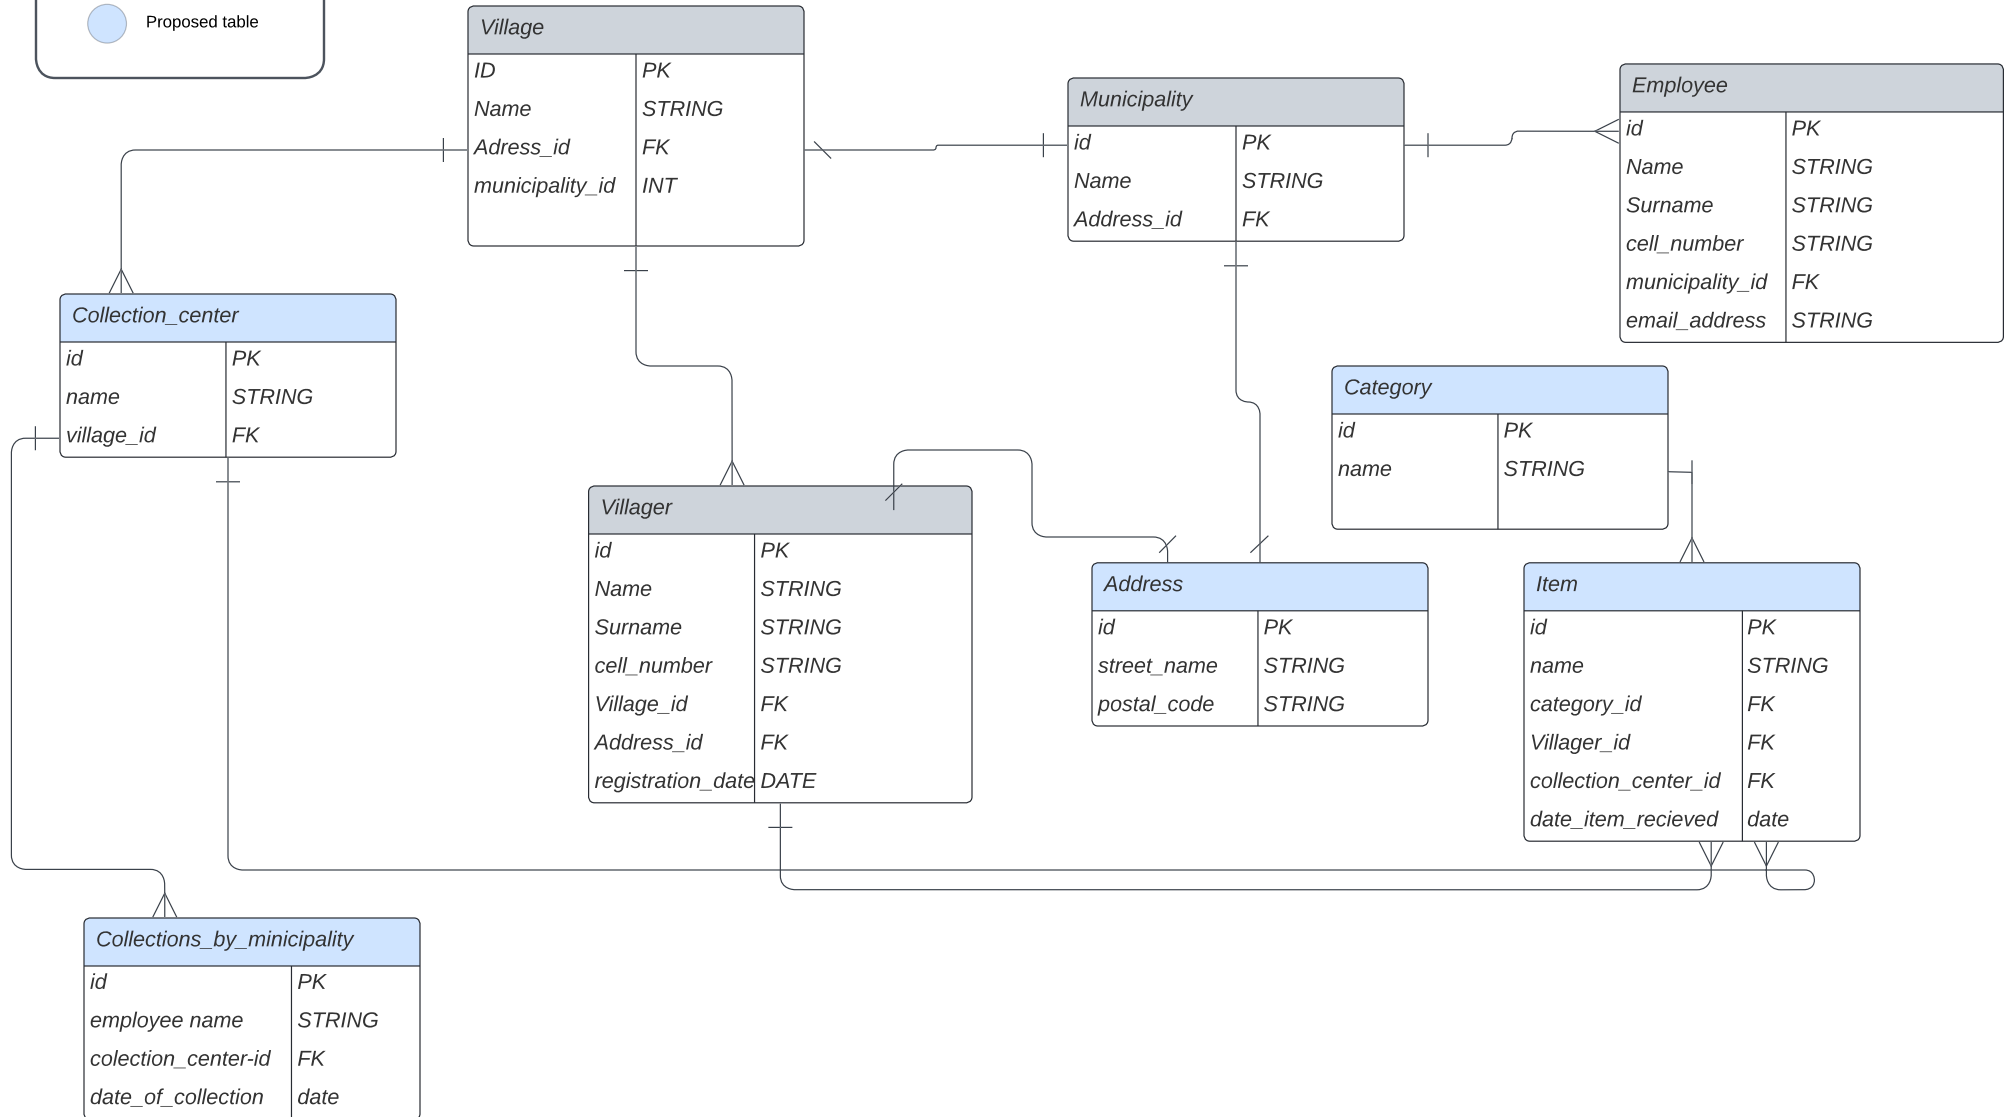 Proposed table
Village
ID PK
Name STRING
Adress_id FK
municipality_id INT
Municipality
id PK
Name STRING
Address_id FK
Employee
id PK
Name STRING
Surname STRING
cell_number STRING
municipality_id FK
email_address STRING
Collection_center
id PK
name STRING
village_id FK
Category
id PK
name STRING
Villager
id PK
Name STRING
Surname STRING
cell_number STRING
Village_id FK
Address_id FK
registration_date DATE
Address
id PK
street_name STRING
postal_code STRING
Item
id PK
name STRING
category_id FK
Villager_id FK
collection_center_id FK
date_item_recieved date
Collections_by_minicipality
id PK
employee name STRING
colection_center-id FK
date_of_collection date